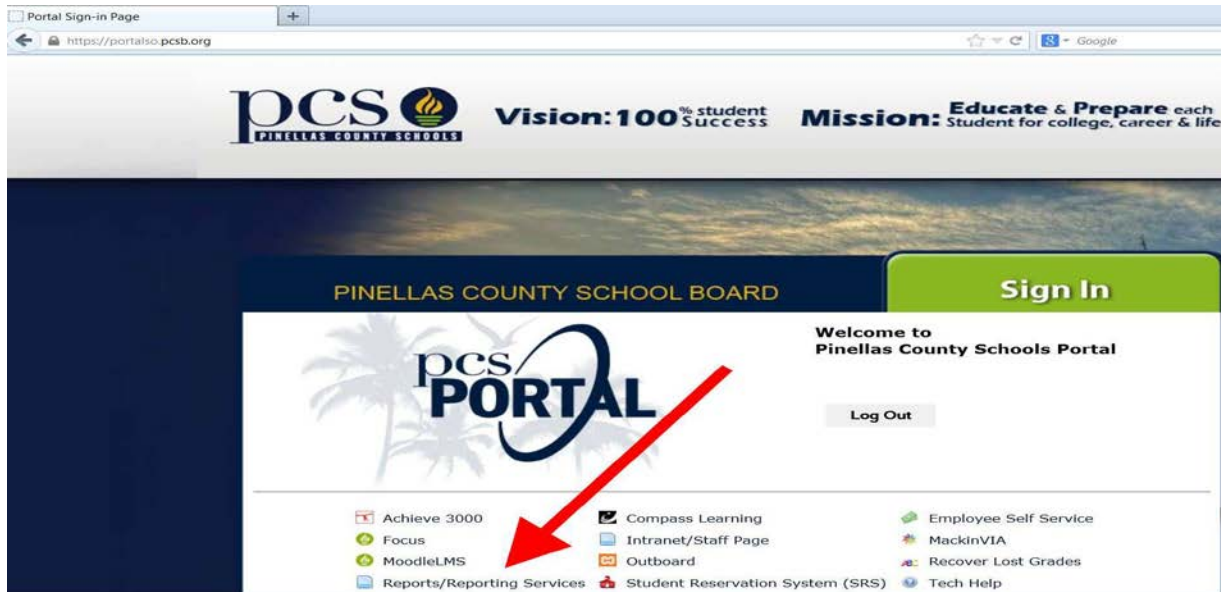 Portal Sign-in Page
+
https://portalso.pcsb.org
8 - Google
pcs
PINELLAS COUNTY SCHOOLS
Vision: 100% student Success
Mission: Educate & Prepare each
Student for college, career & life
PINELLAS COUNTY SCHOOL BOARD
Sign In
pcs
PORTAL
Welcome to
Pinellas County Schools Portal
Log Out
Achieve 3000
Compass Learning
Employee Self Service
Focus
Intranet/Staff Page
MackinVIA
MoodleLMS
Outboard
Recover Lost Grades
Reports/Reporting Services
Student Reservation System (SRS)
Tech Help